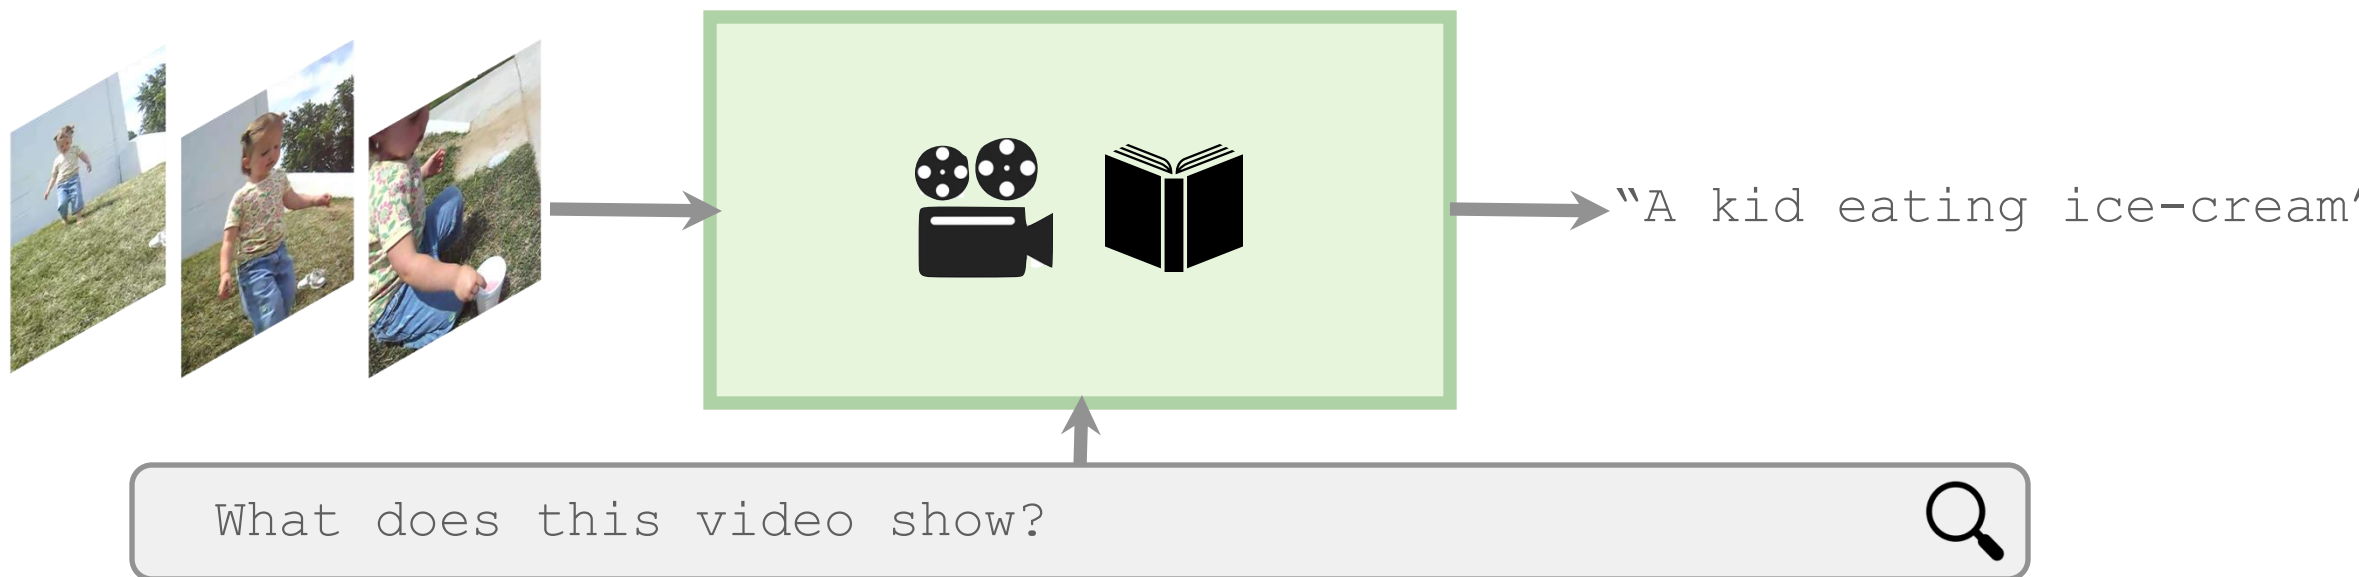 “A kid eating ice-cream”
What does this video show?